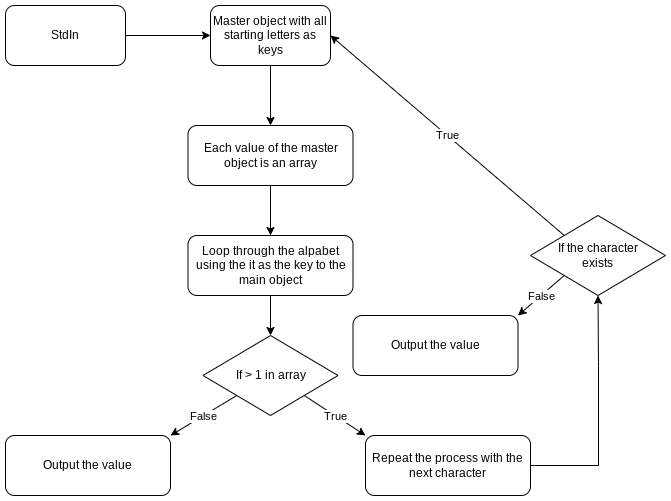 StdIn
Master object with all
starting letters as
keys
Each value of the master
object is an array
Loop through the alpabet
using the it as the key to the
main object
If > 1 in array
False
True
Output the value
Repeat the process with the
next character
If the character
exists
True
False
Output the value